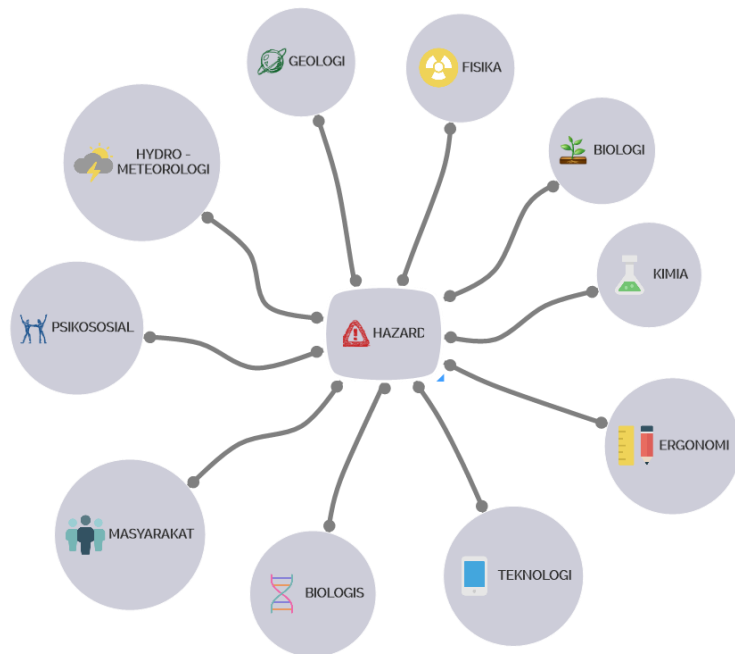 GEOLOGI
FISIKA
HYDRO -
METEOROLOGI
BIOLOGI
KIMIA
PSIKOSOSIAL
HAZARD
ERGONOMI
MASYARAKAT
BIOLOGIS
TEKNOLOGI